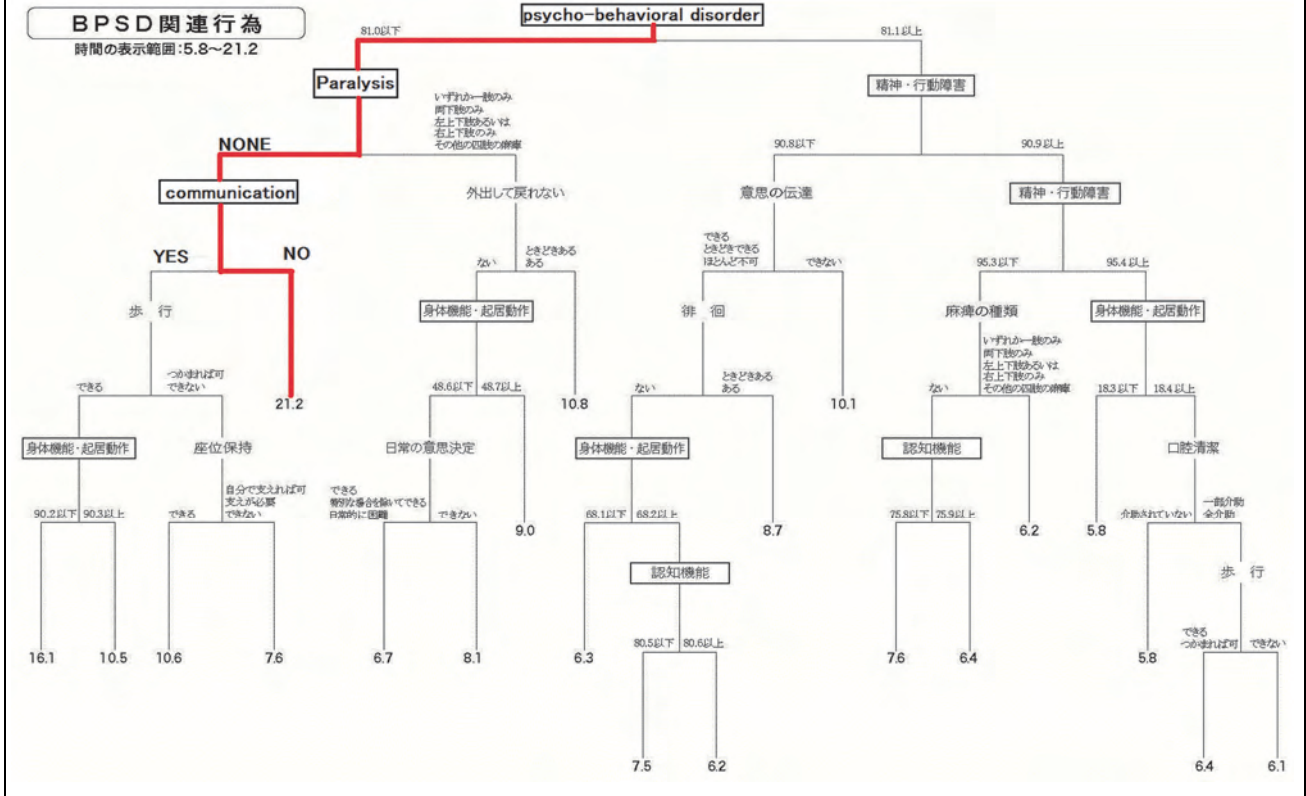 BPSD関連行為
時間の表示範囲:5.8~21.2
psycho-behavioral disorder
81.0以下
81.1以上
Paralysis
精神・行動障害
いずれか一肢のみ
両下肢のみ
左上下肢あるいは
右上下肢のみ
その他の四肢の麻痺
NONE
90.8以下
90.9以上
communication
外出して戻れない
意思の伝達
精神・行動障害
YES
NO
ない
ときどきある
ある
できる
ときどきできる
ほとんど不可
できない
95.3以下
95.4以上
歩 行
身体機能・起居動作
徘 徊
麻痺の種類
身体機能・起居動作
できる
つかまれば可
できない
21.2
48.6以下
48.7以上
10.8
ない
ときどきある
ある
10.1
ない
いずれか一肢のみ
両下肢のみ
左上下肢あるいは
右上下肢のみ
その他の四肢の麻痺
18.3以下
18.4以上
身体機能・起居動作
座位保持
日常の意思決定
身体機能・起居動作
認知機能
口腔清潔
90.2以下
90.3以上
できる
自分で支えれば可
支えが必要
できない
できる
特別な場合を除いてできる
日常的に困難
できない
9.0
68.1以下
68.2以上
8.7
75.8以下
75.9以上
6.2
5.8
介助されていない
一部介助
全介助
認知機能
歩 行
16.1
10.5
10.6
7.6
6.7
8.1
6.3
80.5以下
80.6以上
7.6
6.4
5.8
できる
つかまれば可
できない
7.5
6.2
6.4
6.1